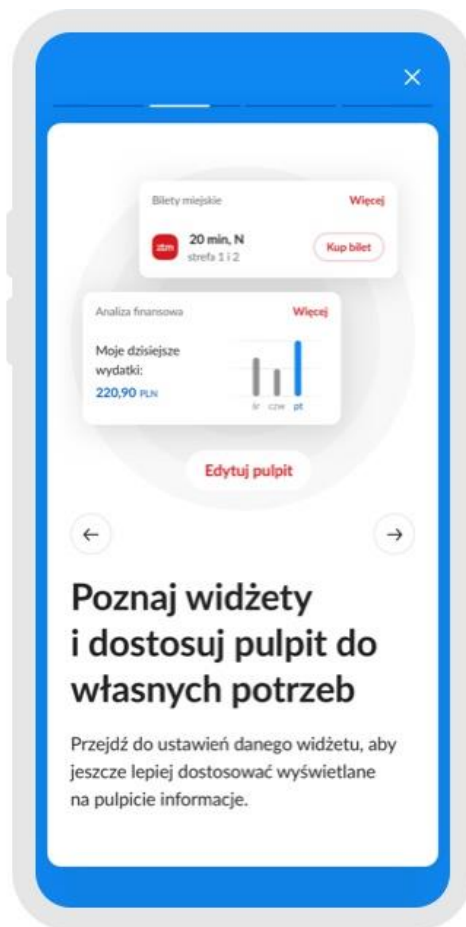 Bilety miejskie Więcej
ztm 20 min, N Kup bilet
strefa 1 i 2
Analiza finansowa Więcej
Moje dzisiejsze
wydatki:
220,90 PLN
śr czw pt
Edytuj pulpit
Poznaj widżety
i dostosuj pulpit do
własnych potrzeb
Przejdź do ustawień danego widżetu, aby
jeszcze lepiej dostosować wyświetlane
na pulpicie informacje.